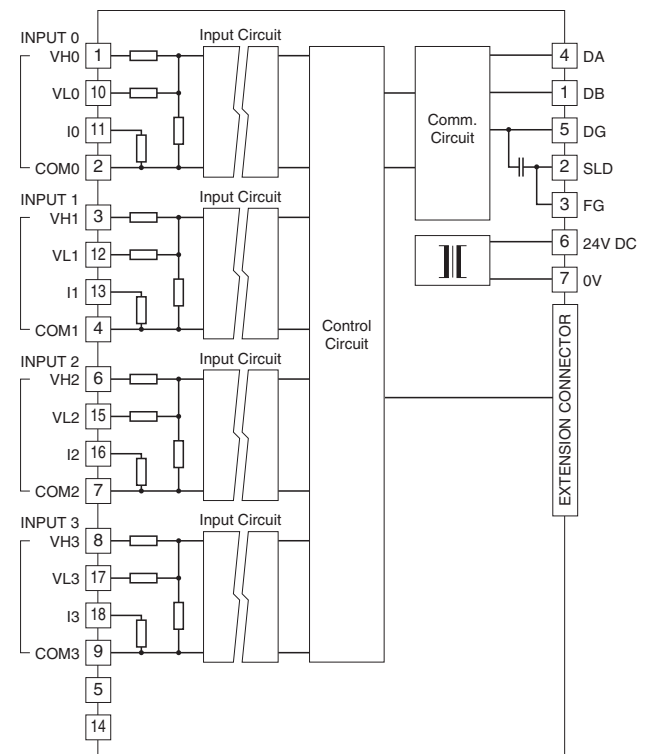 INPUT 0
VH0 1
VL0 10
I0 11
COM0 2
Input Circuit
INPUT 1
VH1 3
VL1 12
I1 13
COM1 4
Input Circuit
INPUT 2
VH2 6
VL2 15
I2 16
COM2 7
Input Circuit
INPUT 3
VH3 8
VL3 17
I3 18
COM3 9
Input Circuit
5
14
Control
Circuit
Comm.
Circuit
4 DA
1 DB
5 DG
2 SLD
3 FG
6 24V DC
7 0V
EXTENSION CONNECTOR